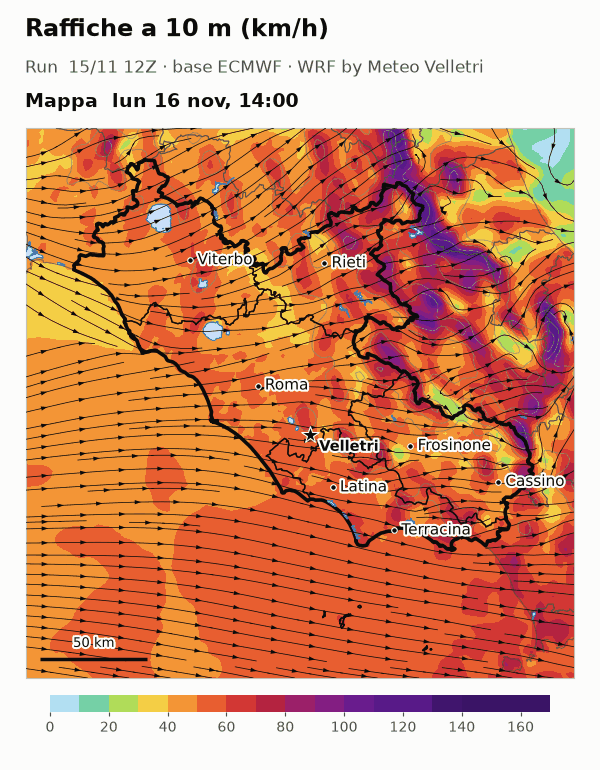 Raffiche a 10 m (km/h)
Run  15/11 12Z · base ECMWF · WRF by Meteo Velletri
Mappa  lun 16 nov, 14:00
Viterbo
Rieti
Roma
Velletri
Frosinone
Latina
Cassino
Terracina
50 km
0 20 40 60 80 100 120 140 160